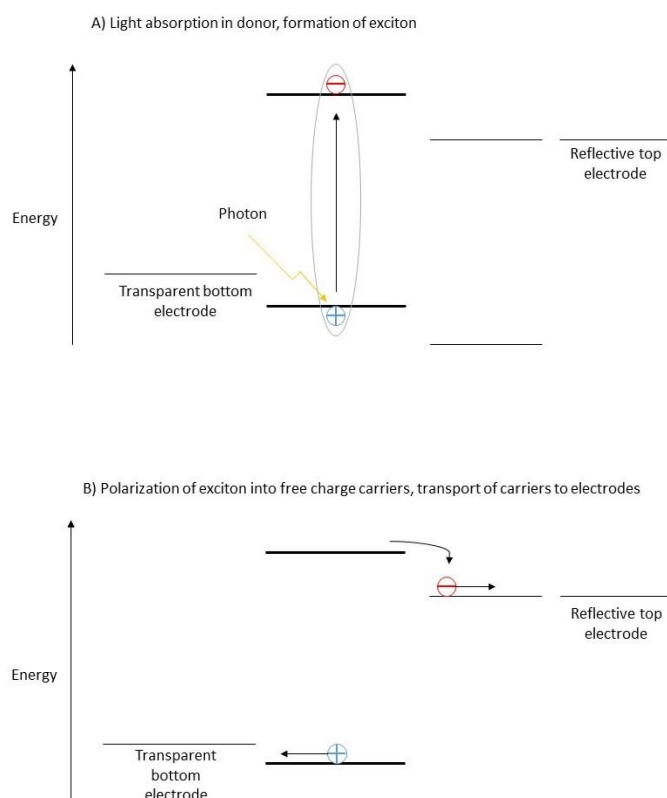 A) Light absorption in donor, formation of exciton
Reflective top
electrode
Photon
Energy
Transparent bottom
electrode
B) Polarization of exciton into free charge carriers, transport of carriers to electrodes
Reflective top
electrode
Energy
Transparent
bottom
electrode